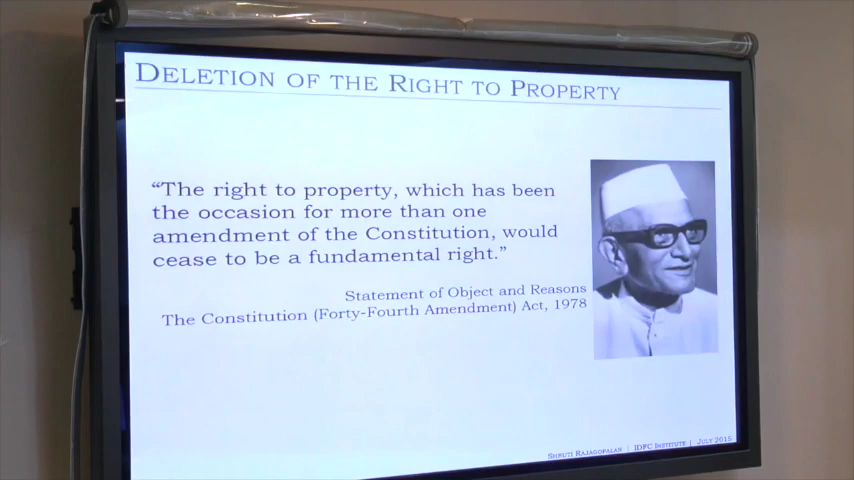 DELETION OF THE RIGHT TO PROPERTY
“The right to property, which has been
the occasion for more than one
amendment of the Constitution, would
cease to be a fundamental right.”
Statement of Object and Reasons
The Constitution (Forty-Fourth Amendment) Act, 1978
SHRUTI RAJAGOPALAN | IDFC INSTITUTE | JULY 2015